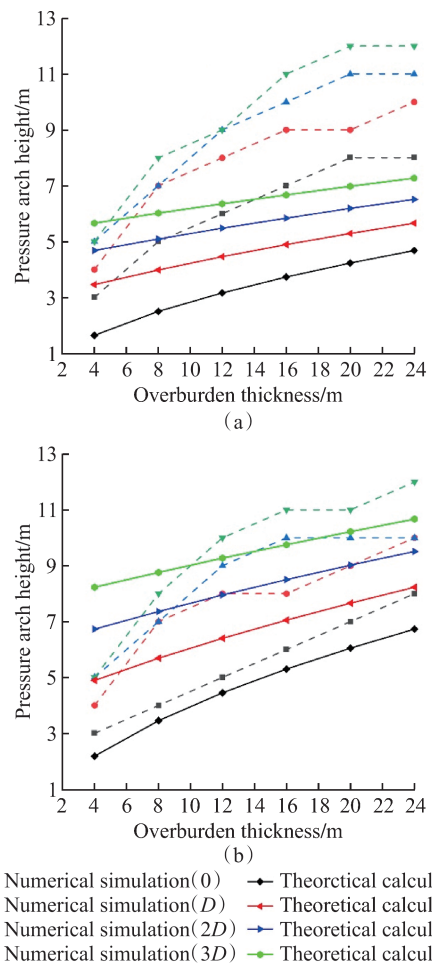 13
11
9
7
5
3
1
Pressure arch height/m
2 4 6 8 10 12 14 16 18 20 22 24
Overburden thickness/m
(a)
13
11
9
7
5
3
1
Pressure arch height/m
2 4 6 8 10 12 14 16 18 20 22 24
Overburden thickness/m
(b)
Numerical simulation(0) Theorctical calcul
Numerical simulation(D) Theoretical calcul
Numerical simulation(2D) Theoretical calcul
Numerical simulation(3D) Theoretical calcul